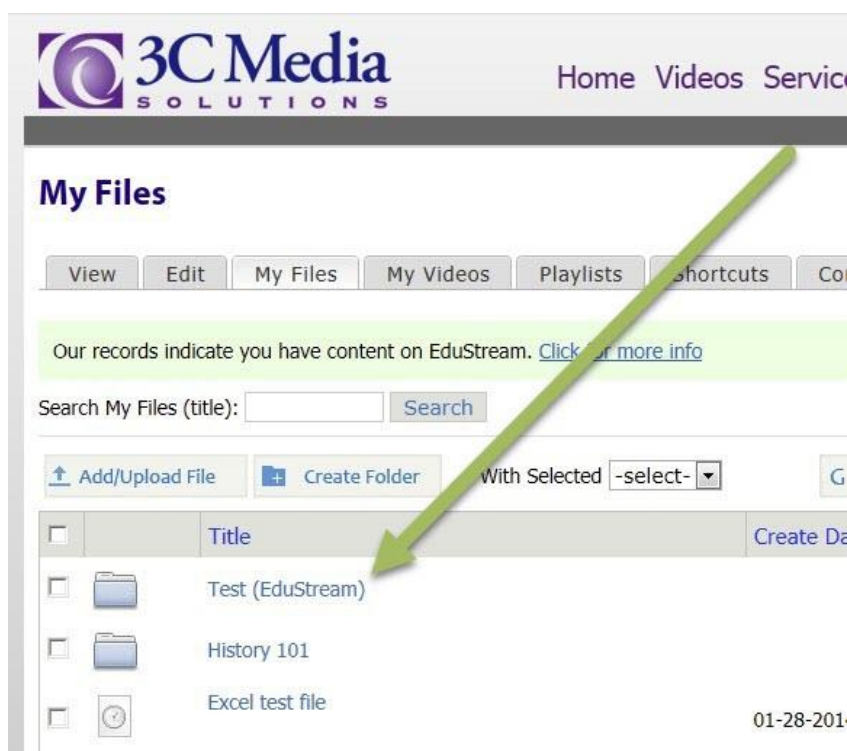 3C Media
SOLUTIONS
Home Videos Servic
My Files
View Edit My Files My Videos Playlists Shortcuts Co
Our records indicate you have content on EduStream. Click for more info
Search My Files (title): Search
Add/Upload File Create Folder With Selected -select- G
Title Create Da
Test (EduStream)
History 101
Excel test file
01-28-201